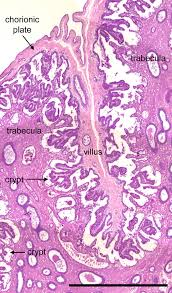 chorionic
plate
trabecula
trabecula
villus
crypt
crypt